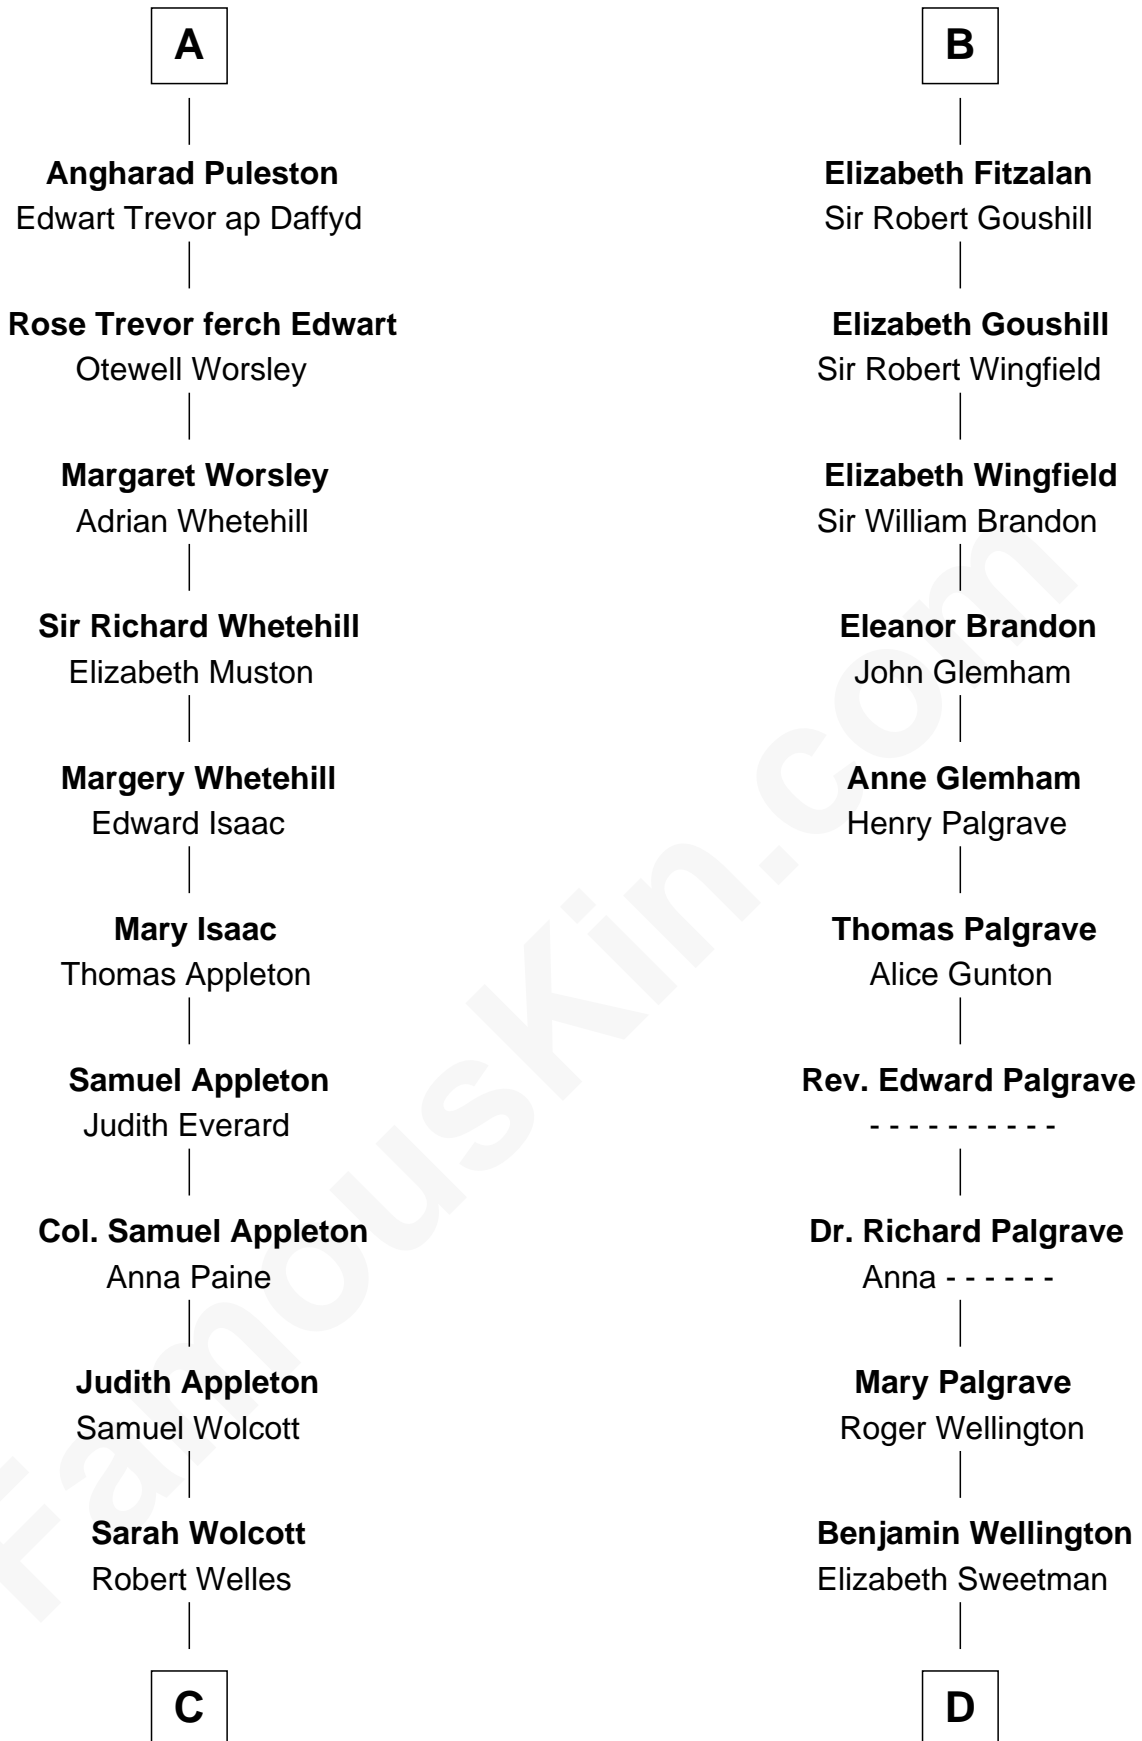 A
Angharad Puleston
Edwart Trevor ap Daffyd
Rose Trevor ferch Edwart
Otewell Worsley
Margaret Worsley
Adrian Whetehill
Sir Richard Whetehill
Elizabeth Muston
Margery Whetehill
Edward Isaac
Mary Isaac
Thomas Appleton
Samuel Appleton
Judith Everard
Col. Samuel Appleton
Anna Paine
Judith Appleton
Samuel Wolcott
Sarah Wolcott
Robert Welles
C
B
Elizabeth Fitzalan
Sir Robert Goushill
Elizabeth Goushill
Sir Robert Wingfield
Elizabeth Wingfield
Sir William Brandon
Eleanor Brandon
John Glemham
Anne Glemham
Henry Palgrave
Thomas Palgrave
Alice Gunton
Rev. Edward Palgrave
- - - - - - - - - -
Dr. Richard Palgrave
Anna - - - - - -
Mary Palgrave
Roger Wellington
Benjamin Wellington
Elizabeth Sweetman
D
FamousKin.com